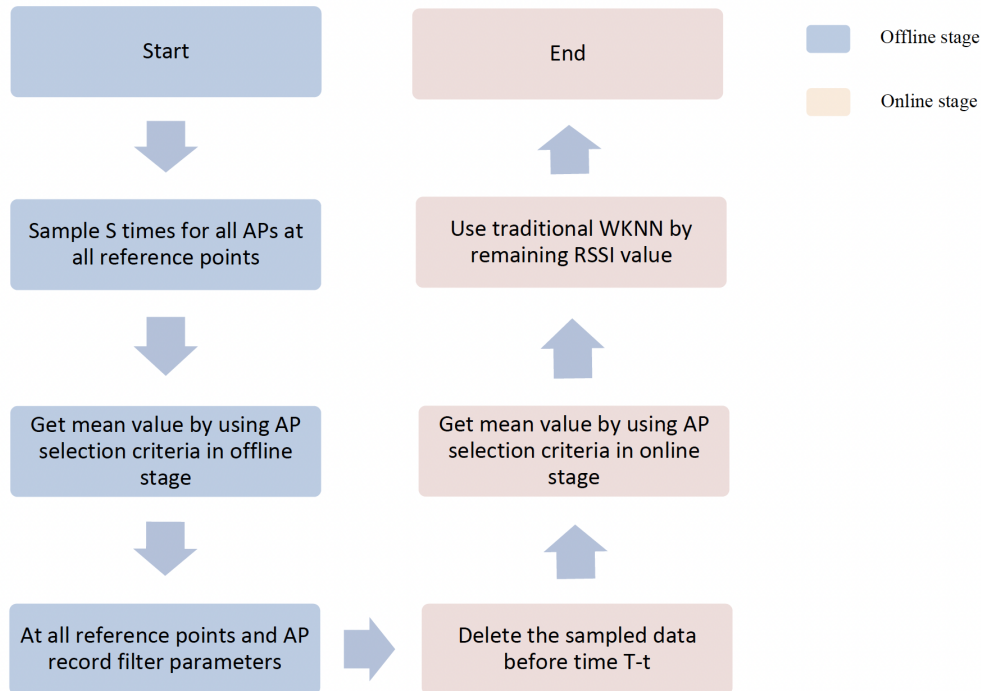 Start
Sample S times for all APs at
all reference points
Get mean value by using AP
selection criteria in offline
stage
At all reference points and AP
record filter parameters
Delete the sampled data
before time T-t
Get mean value by using AP
selection criteria in online
stage
Use traditional WKNN by
remaining RSSI value
End
Offline stage
Online stage